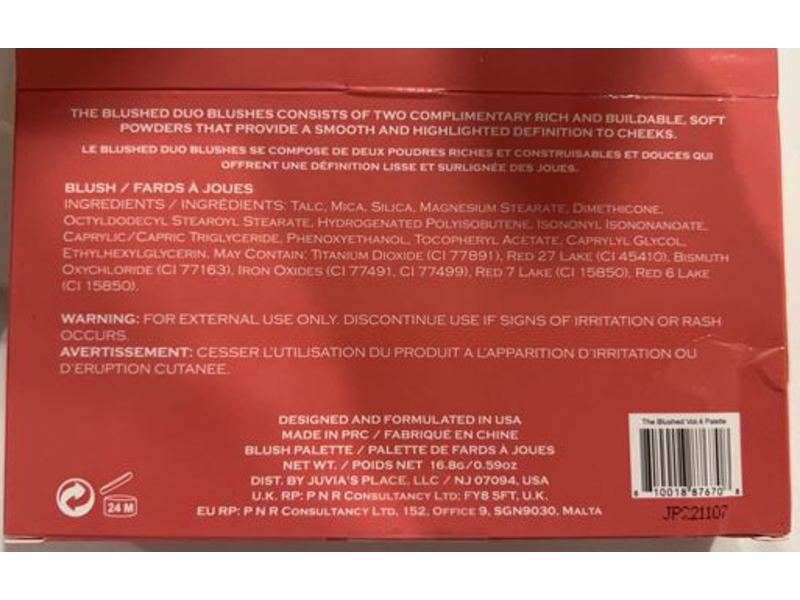 THE BLUSHED DUO BLUSHES CONSISTS OF TWO COMPLIMENTARY RICH AND BUILDABLE, SOFT
POWDERS THAT PROVIDE A SMOOTH AND HIGHLIGHTED DEFINITION TO CHEEKS.
LE BLUSHED DUO BLUSHES SE COMPOSE DE DEUX POUDRES RICHES ET CONSTRUISABLES ET DOUCES QUI
OFFRENT UNE DÉFINITION LISSE ET SURLIGNÉE DES JOUES.
BLUSH / FARDS À JOUES
INGREDIENTS / INGRÉDIENTS: TALC, MICA, SILICA, MAGNESIUM STEARATE, DIMETHICONE,
OCTYLDODECYL STEAROYL STEARATE, HYDROGENATED POLYISOBUTENE, ISONONYL ISONONANOATE,
CAPRYLIC/CAPRIC TRIGLYCERIDE, PHENOXYETHANOL, TOCOPHERYL ACETATE, CAPRYLYL GLYCOL,
ETHYLHEXYLGLYCERIN. MAY CONTAIN: TITANIUM DIOXIDE (CI 77891), RED 27 LAKE (CI 45410), BISMUTH
OXYCHLORIDE (CI 77163), IRON OXIDES (CI 77491, CI 77499), RED 7 LAKE (CI 15850), RED 6 LAKE
(CI 15850).
WARNING: FOR EXTERNAL USE ONLY. DISCONTINUE USE IF SIGNS OF IRRITATION OR RASH
OCCURS.
AVERTISSEMENT: CESSER L'UTILISATION DU PRODUIT A L'APPARITION D'IRRITATION OU
D'ERUPTION CUTANEE.
DESIGNED AND FORMULATED IN USA
MADE IN PRC / FABRIQUÉ EN CHINE
BLUSH PALETTE / PALETTE DE FARDS À JOUES
NET WT. / POIDS NET 16.8G/0.59OZ
DIST. BY JUVIA'S PLACE, LLC / NJ 07094, USA
U.K. RP: P N R CONSULTANCY LTD; FY8 5FT, U.K.
EU RP: P N R CONSULTANCY LTD, 152, OFFICE 9, SGN9030, MALTA
24 M
The Blushed Vol.6 Palette
8 10018 87670 8
JP221107